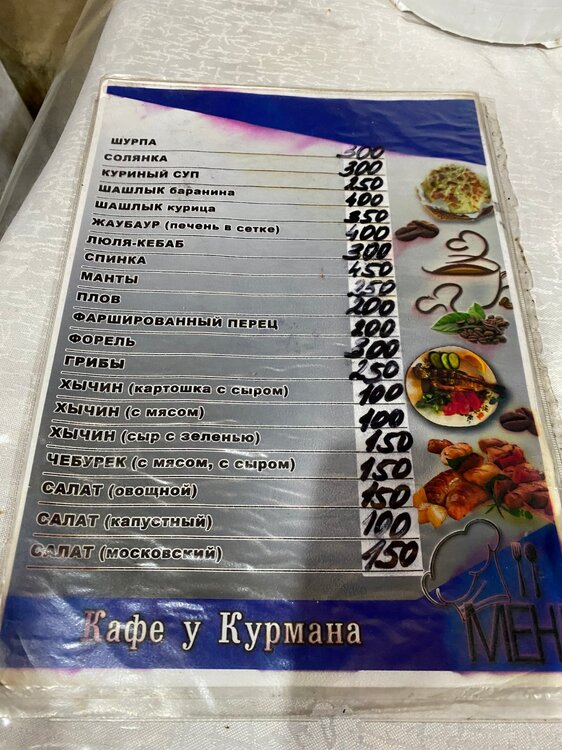 ШУРПА 300
СОЛЯНКА 300
КУРИНЫЙ СУП 250
ШАШЛЫК баранина 400
ШАШЛЫК курица 350
ЖАУБАУР (печень в сетке) 400
ЛЮЛЯ-КЕБАБ 300
СПИНКА 450
МАНТЫ 250
ПЛОВ 200
ФАРШИРОВАННЫЙ ПЕРЕЦ 200
ФОРЕЛЬ 300
ГРИБЫ 250
ХЫЧИН (картошка с сыром) 100
ХЫЧИН (с мясом) 100
ХЫЧИН (сыр с зеленью) 150
ЧЕБУРЕК (с мясом, с сыром) 150
САЛАТ (овощной) 150
САЛАТ (капустный) 100
САЛАТ (московский) 150
Кафе у Курмана
МЕН